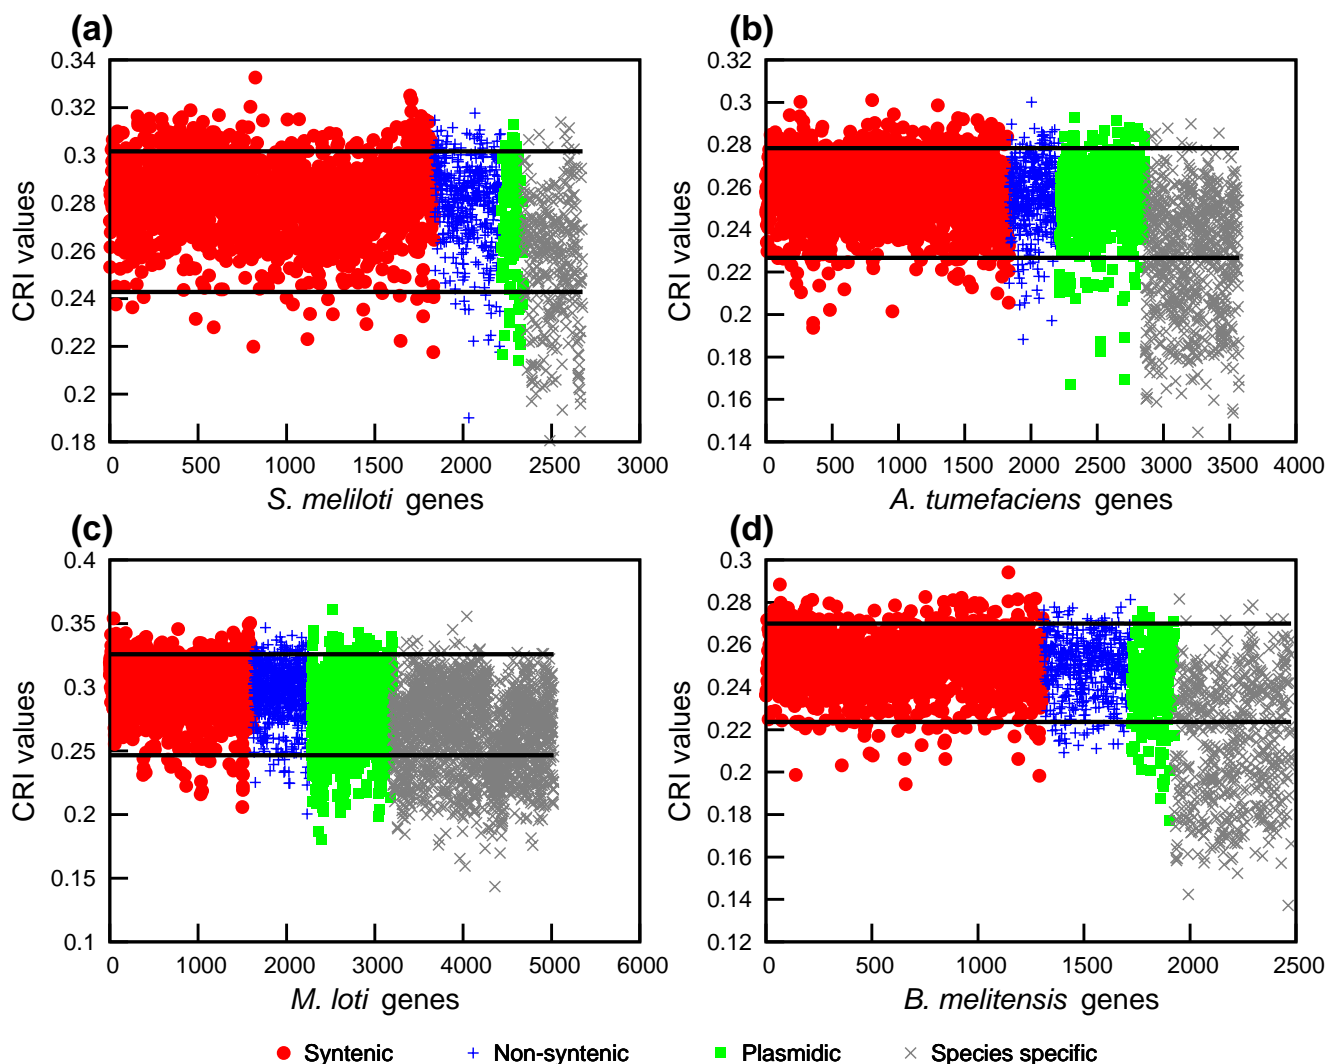 (a)
0.34
0.32
0.3
0.28
0.26
0.24
0.22
0.2
0.18
CRI values
0 500 1000 1500 2000 2500 3000
S. meliloti genes
(b)
0.32
0.3
0.28
0.26
0.24
0.22
0.2
0.18
0.16
0.14
CRI values
0 500 1000 1500 2000 2500 3000 3500 4000
A. tumefaciens genes
(c)
0.4
0.35
0.3
0.25
0.2
0.15
0.1
CRI values
0 1000 2000 3000 4000 5000 6000
M. loti genes
(d)
0.3
0.28
0.26
0.24
0.22
0.2
0.18
0.16
0.14
0.12
CRI values
0 500 1000 1500 2000 2500
B. melitensis genes
Syntenic Non-syntenic Plasmidic Species specific